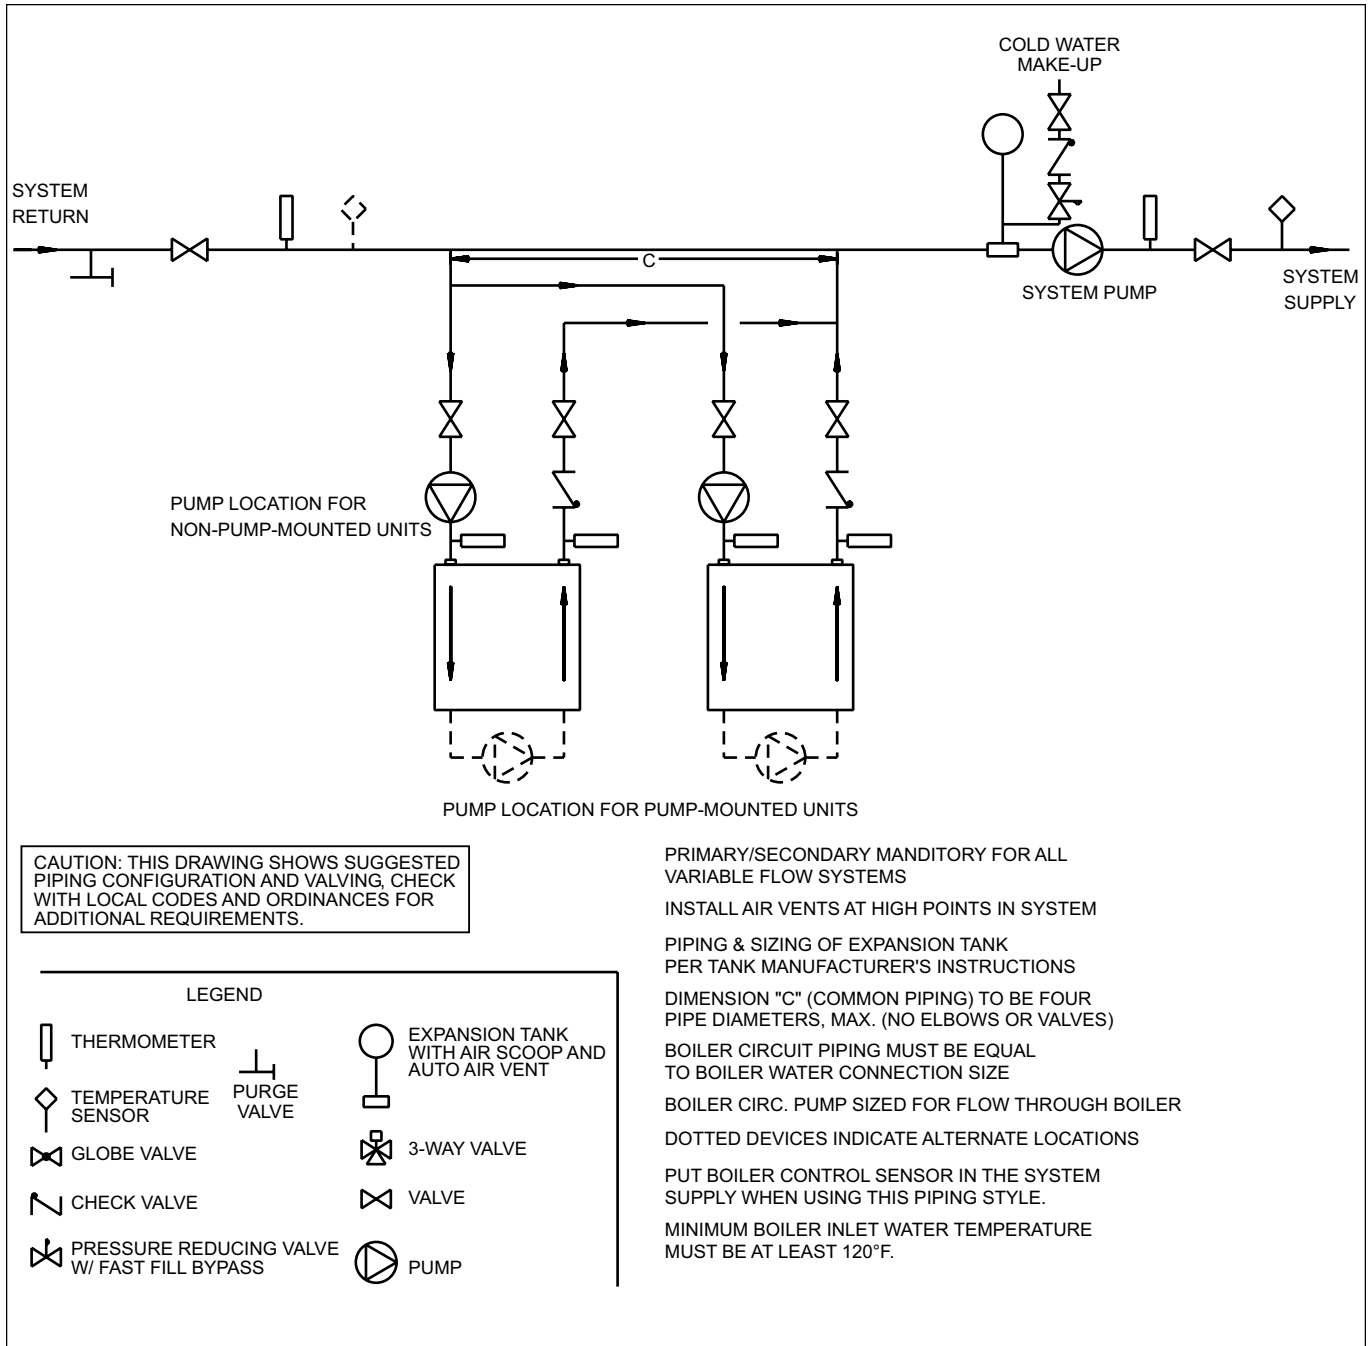 COLD WATER
MAKE-UP
SYSTEM
RETURN
C
SYSTEM PUMP
SYSTEM
SUPPLY
PUMP LOCATION FOR
NON-PUMP-MOUNTED UNITS
PUMP LOCATION FOR PUMP-MOUNTED UNITS
CAUTION: THIS DRAWING SHOWS SUGGESTED
PIPING CONFIGURATION AND VALVING, CHECK
WITH LOCAL CODES AND ORDINANCES FOR
ADDITIONAL REQUIREMENTS.
LEGEND
THERMOMETER
TEMPERATURE
SENSOR
PURGE
VALVE
GLOBE VALVE
CHECK VALVE
PRESSURE REDUCING VALVE
W/ FAST FILL BYPASS
EXPANSION TANK
WITH AIR SCOOP AND
AUTO AIR VENT
3-WAY VALVE
VALVE
PUMP
PRIMARY/SECONDARY MANDITORY FOR ALL
VARIABLE FLOW SYSTEMS
INSTALL AIR VENTS AT HIGH POINTS IN SYSTEM
PIPING & SIZING OF EXPANSION TANK
PER TANK MANUFACTURER'S INSTRUCTIONS
DIMENSION "C" (COMMON PIPING) TO BE FOUR
PIPE DIAMETERS, MAX. (NO ELBOWS OR VALVES)
BOILER CIRCUIT PIPING MUST BE EQUAL
TO BOILER WATER CONNECTION SIZE
BOILER CIRC. PUMP SIZED FOR FLOW THROUGH BOILER
DOTTED DEVICES INDICATE ALTERNATE LOCATIONS
PUT BOILER CONTROL SENSOR IN THE SYSTEM
SUPPLY WHEN USING THIS PIPING STYLE.
MINIMUM BOILER INLET WATER TEMPERATURE
MUST BE AT LEAST 120°F.